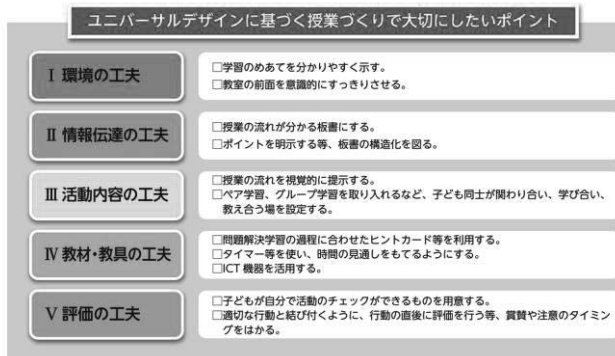 ユニバーサルデザインに基づく授業づくりで大切にしたいポイント
Ⅰ 環境の工夫
□学習のめあてを分かりやすく示す。
□教室の前面を意識的にすっきりさせる。
Ⅱ 情報伝達の工夫
□授業の流れが分かる板書にする。
□ポイントを明示する等、板書の構造化を図る。
Ⅲ 活動内容の工夫
□授業の流れを視覚的に提示する。
□ペア学習、グループ学習を取り入れるなど、子ども同士が関わり合い、学び合い、
教え合う場を設定する。
Ⅳ 教材・教具の工夫
□問題解決学習の過程に合わせたヒントカード等を利用する。
□タイマー等を使い、時間の見通しをもてるようにする。
□ICT 機器を活用する。
Ⅴ 評価の工夫
□子どもが自分で活動のチェックができるものを用意する。
□適切な行動と結び付くように、行動の直後に評価を行う等、賞賛や注意のタイミン
グをはかる。